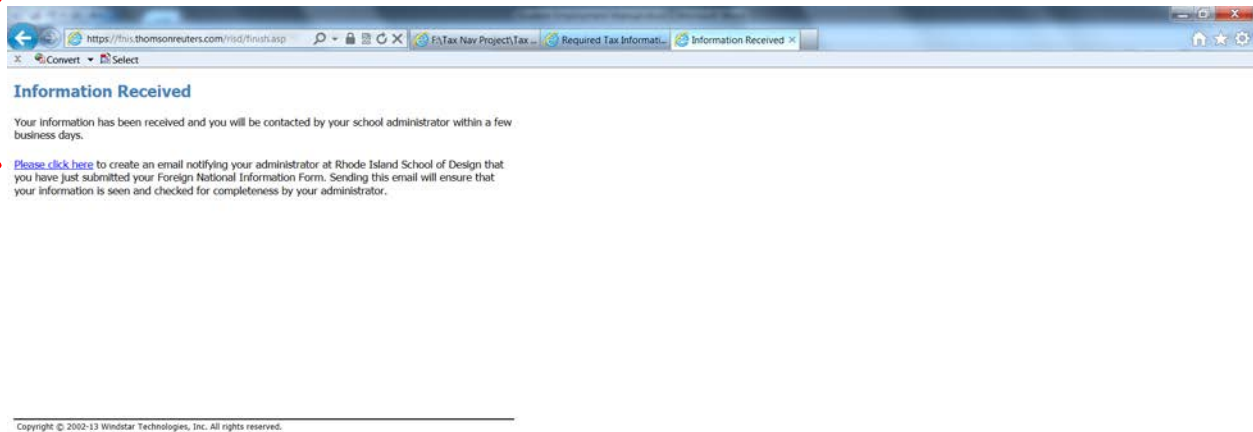 https://fnis.thomsonreuters.com/risd/finish.asp
F:\Tax Nav Project\Tax ...
Required Tax Informati...
Information Received
x Convert Select
Information Received
Your information has been received and you will be contacted by your school administrator within a few
business days.
Please click here to create an email notifying your administrator at Rhode Island School of Design that
you have just submitted your Foreign National Information Form. Sending this email will ensure that
your information is seen and checked for completeness by your administrator.
Copyright © 2002-13 Windstar Technologies, Inc. All rights reserved.